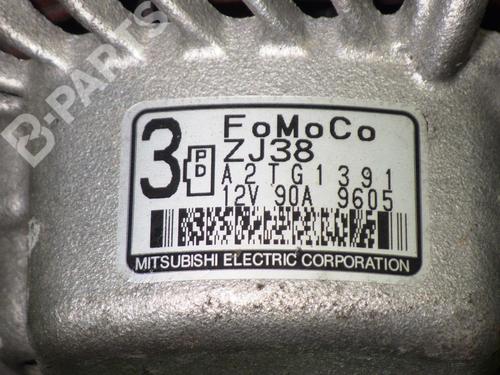 B-PARTS
3
P
D
FoMoCo
ZJ38
A2TG1391
12V 90A 9605
MITSUBISHI ELECTRIC CORPORATION